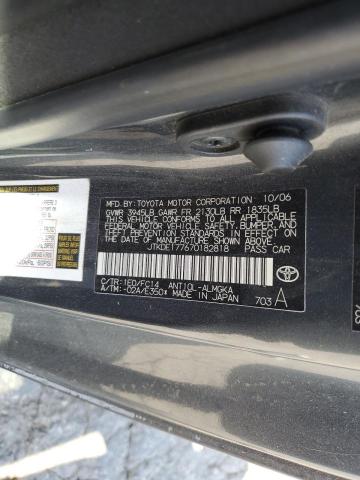 MFD.BY:TOYOTA MOTOR CORPORATION 10/06
GVWR 3945LB GAWR FR 2130LB RR 1835LB
THIS VEHICLE CONFORMS TO ALL APPLICABLE
FEDERAL MOTOR VEHICLE SAFETY, BUMPER,
AND THEFT PREVENTION STANDARDS IN EFFECT
ON THE DATE OF MANUFACTURE SHOWN ABOVE.
JTKDE177670182818 PASS CAR
C/TR:1E0/FC14 ANT10L-ALMGKA
A/TM:-02A/E350* MADE IN JAPAN 703 A